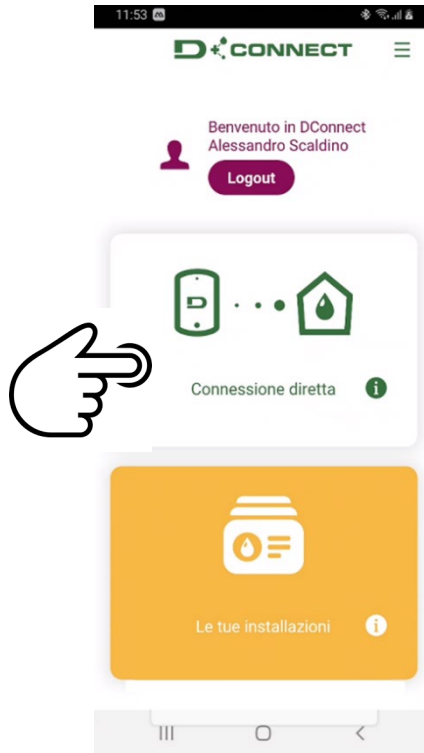 11:53
D CONNECT
Benvenuto in DConnect
Alessandro Scaldino
Logout
D
Connessione diretta i
Le tue installazioni i